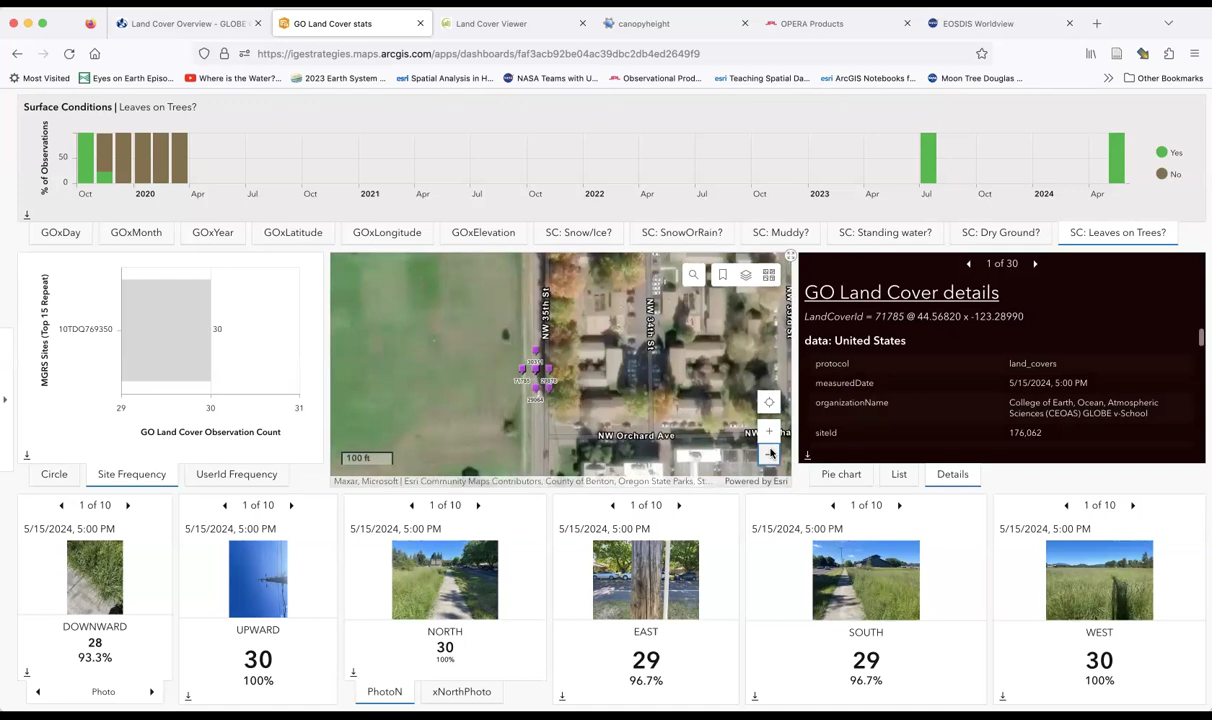 Land Cover Overview - GLOBE
GO Land Cover stats
Land Cover Viewer
canopyheight
OPERA Products
EOSDIS Worldview
https://igestrategies.maps.arcgis.com/apps/dashboards/faf3acb92be04ac39dbc2db4ed2649f9
Most Visited
Eyes on Earth Episo...
Where is the Water?...
2023 Earth System ...
esri Spatial Analysis in H...
NASA Teams with U...
Observational Prod...
esri Teaching Spatial Da...
esri ArcGIS Notebooks f...
Moon Tree Douglas ...
Other Bookmarks
Surface Conditions | Leaves on Trees?
% of Observations
50
0
Oct 2020 Apr Jul Oct 2021 Apr Jul Oct 2022 Apr Jul Oct 2023 Apr Jul Oct 2024 Apr
Yes
No
GOxDay
GOxMonth
GOxYear
GOxLatitude
GOxLongitude
GOxElevation
SC: Snow/Ice?
SC: SnowOrRain?
SC: Muddy?
SC: Standing water?
SC: Dry Ground?
SC: Leaves on Trees?
MGRS Sites (Top 15 Repeat)
10TDQ769350
30
29 30 31
GO Land Cover Observation Count
Circle
Site Frequency
UserId Frequency
NW 35th St
NW 34th St
NW Orchard Ave
100 ft
Maxar, Microsoft | Esri Community Maps Contributors, County of Benton, Oregon State Parks, St...
Powered by Esri
1 of 30
GO Land Cover details
LandCoverId = 71785 @ 44.56820 x -123.28990
data: United States
protocol land_covers
measuredDate 5/15/2024, 5:00 PM
organizationName College of Earth, Ocean, Atmospheric
Sciences (CEOAS) GLOBE v-School
siteId 176,062
Pie chart
List
Details
1 of 10
5/15/2024, 5:00 PM
DOWNWARD
28
93.3%
Photo
1 of 10
5/15/2024, 5:00 PM
UPWARD
30
100%
1 of 10
5/15/2024, 5:00 PM
NORTH
30
100%
PhotoN
xNorthPhoto
1 of 10
5/15/2024, 5:00 PM
EAST
29
96.7%
1 of 10
5/15/2024, 5:00 PM
SOUTH
29
96.7%
1 of 10
5/15/2024, 5:00 PM
WEST
30
100%